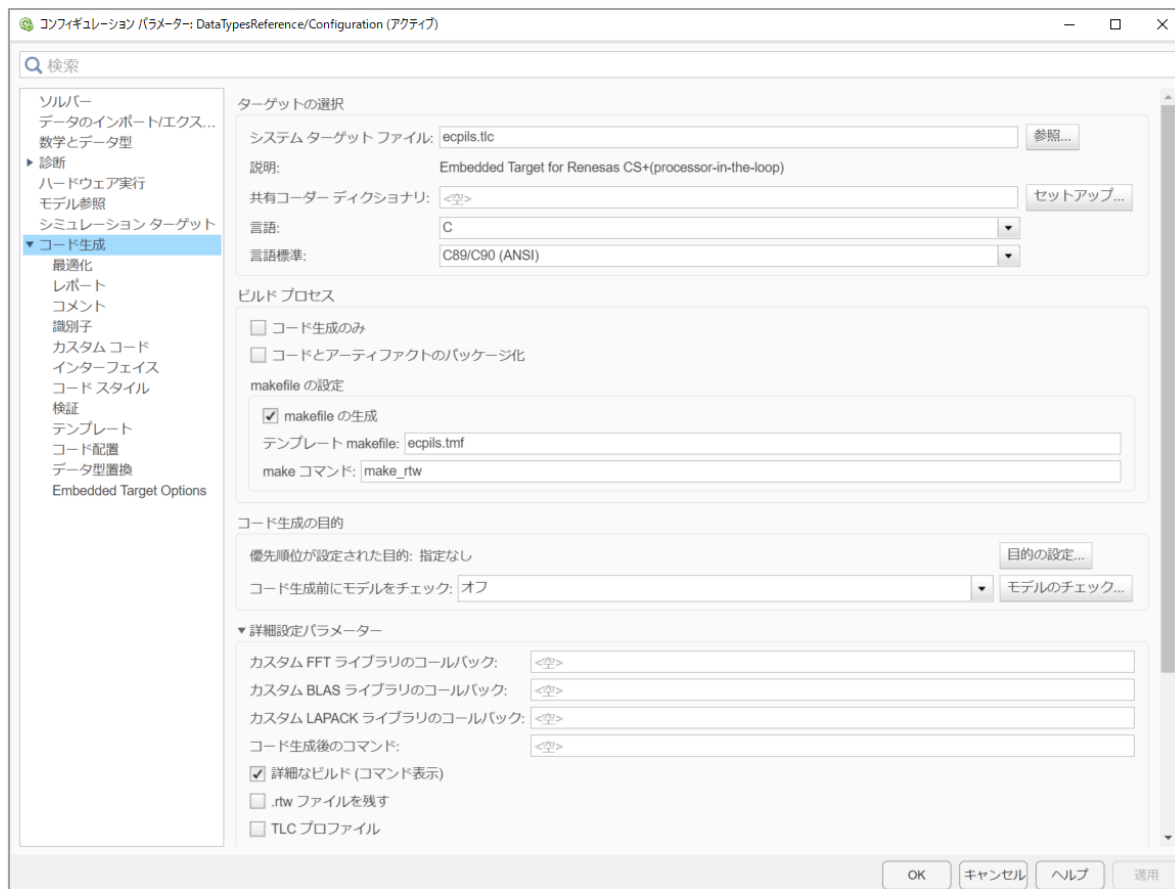 コンフィギュレーション パラメーター: DataTypesReference/Configuration (アクティブ)
検索
ソルバー
データのインポート/エクス...
数学とデータ型
診断
ハードウェア実行
モデル参照
シミュレーション ターゲット
コード生成
最適化
レポート
コメント
識別子
カスタム コード
インターフェイス
コード スタイル
検証
テンプレート
コード配置
データ型置換
Embedded Target Options
ターゲットの選択
システム ターゲット ファイル: ecpils.tlc 参照...
説明: Embedded Target for Renesas CS+(processor-in-the-loop)
共有コーダー ディクショナリ: <空> セットアップ...
言語: C
言語標準: C89/C90 (ANSI)
ビルド プロセス
コード生成のみ
コードとアーティファクトのパッケージ化
makefile の設定
makefile の生成
テンプレート makefile: ecpils.tmf
make コマンド: make_rtw
コード生成の目的
優先順位が設定された目的: 指定なし 目的の設定...
コード生成前にモデルをチェック: オフ モデルのチェック...
詳細設定パラメーター
カスタム FFT ライブラリのコールバック: <空>
カスタム BLAS ライブラリのコールバック: <空>
カスタム LAPACK ライブラリのコールバック: <空>
コード生成後のコマンド: <空>
詳細なビルド (コマンド表示)
.rtw ファイルを残す
TLC プロファイル
OK キャンセル ヘルプ 適用